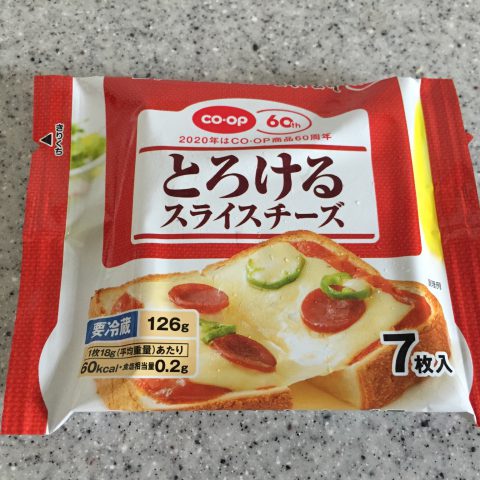 きりくち
CO·OP 60th
2020年はCO·OP商品60周年
とろける
スライスチーズ
要冷蔵 126g
1枚18g(平均重量)あたり
60kcal・食塩相当量0.2g
7枚入